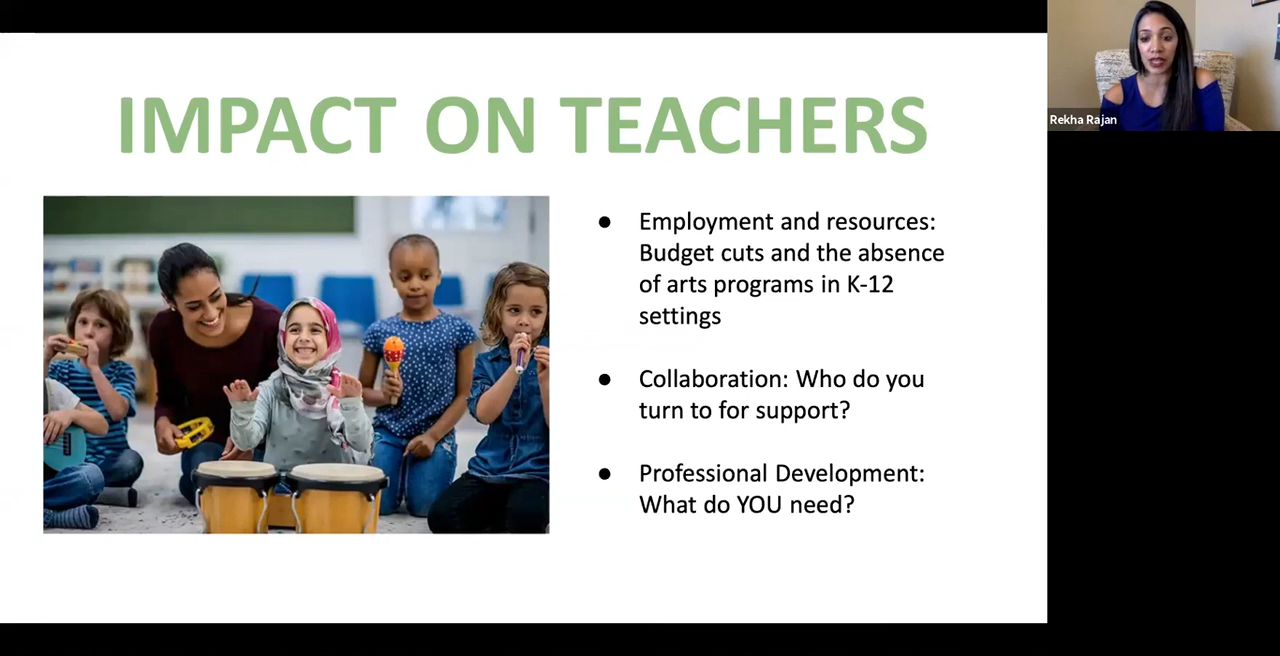 IMPACT ON TEACHERS
● Employment and resources:
Budget cuts and the absence
of arts programs in K-12
settings
● Collaboration: Who do you
turn to for support?
● Professional Development:
What do YOU need?
Rekha Rajan